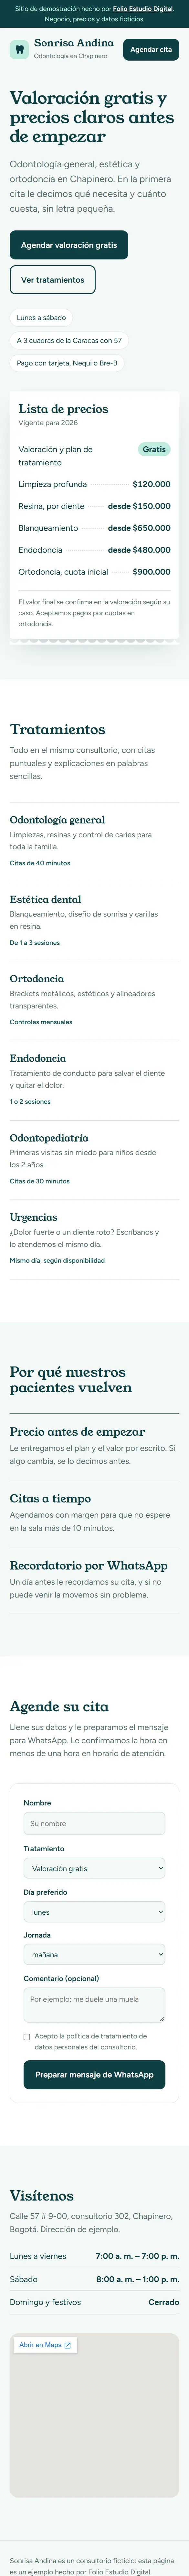 Sitio de demostración hecho por Folio Estudio Digital.
Negocio, precios y datos ficticios.
Sonrisa Andina
Odontología en Chapinero
Agendar cita
Valoración gratis y
precios claros antes
de empezar
Odontología general, estética y
ortodoncia en Chapinero. En la primera
cita le decimos qué necesita y cuánto
cuesta, sin letra pequeña.
Agendar valoración gratis
Ver tratamientos
Lunes a sábado
A 3 cuadras de la Caracas con 57
Pago con tarjeta, Nequi o Bre-B
Lista de precios
Vigente para 2026
Valoración y plan de
tratamiento
Gratis
Limpieza profunda $120.000
Resina, por diente desde $150.000
Blanqueamiento desde $650.000
Endodoncia desde $480.000
Ortodoncia, cuota inicial $900.000
El valor final se confirma en la valoración según su
caso. Aceptamos pagos por cuotas en
ortodoncia.
Tratamientos
Todo en el mismo consultorio, con citas
puntuales y explicaciones en palabras
sencillas.
Odontología general
Limpiezas, resinas y control de caries para
toda la familia.
Citas de 40 minutos
Estética dental
Blanqueamiento, diseño de sonrisa y carillas
en resina.
De 1 a 3 sesiones
Ortodoncia
Brackets metálicos, estéticos y alineadores
transparentes.
Controles mensuales
Endodoncia
Tratamiento de conducto para salvar el diente
y quitar el dolor.
1 o 2 sesiones
Odontopediatría
Primeras visitas sin miedo para niños desde
los 2 años.
Citas de 30 minutos
Urgencias
¿Dolor fuerte o un diente roto? Escríbanos y
lo atendemos el mismo día.
Mismo día, según disponibilidad
Por qué nuestros
pacientes vuelven
Precio antes de empezar
Le entregamos el plan y el valor por escrito. Si
algo cambia, se lo decimos antes.
Citas a tiempo
Agendamos con margen para que no espere
en la sala más de 10 minutos.
Recordatorio por WhatsApp
Un día antes le recordamos su cita, y si no
puede venir la movemos sin problema.
Agende su cita
Llene sus datos y le preparamos el mensaje
para WhatsApp. Le confirmamos la hora en
menos de una hora en horario de atención.
Nombre
Su nombre
Tratamiento
Valoración gratis
Día preferido
lunes
Jornada
mañana
Comentario (opcional)
Por ejemplo: me duele una muela
Acepto la política de tratamiento de
datos personales del consultorio.
Preparar mensaje de WhatsApp
Visítenos
Calle 57 # 9-00, consultorio 302, Chapinero,
Bogotá. Dirección de ejemplo.
Lunes a viernes 7:00 a. m. – 7:00 p. m.
Sábado 8:00 a. m. – 1:00 p. m.
Domingo y festivos Cerrado
Abrir en Maps
Sonrisa Andina es un consultorio ficticio: esta página
es un ejemplo hecho por Folio Estudio Digital.